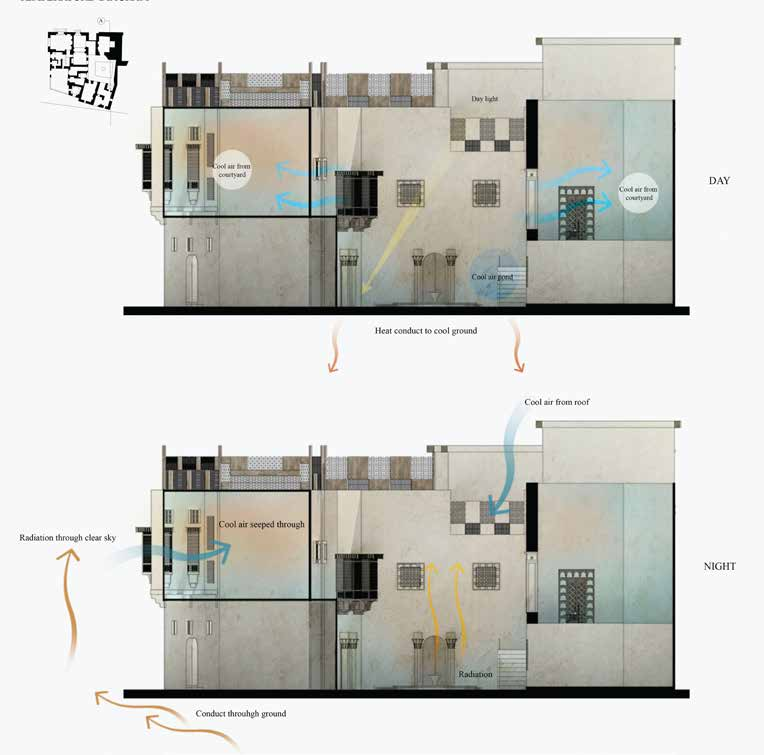 A
Day light
Cool air from
courtyard
Cool air from
courtyard
DAY
Cool air pond
Heat conduct to cool ground
Cool air from roof
Cool air seeped through
Radiation through clear sky
NIGHT
Radiation
Conduct throuhgh ground